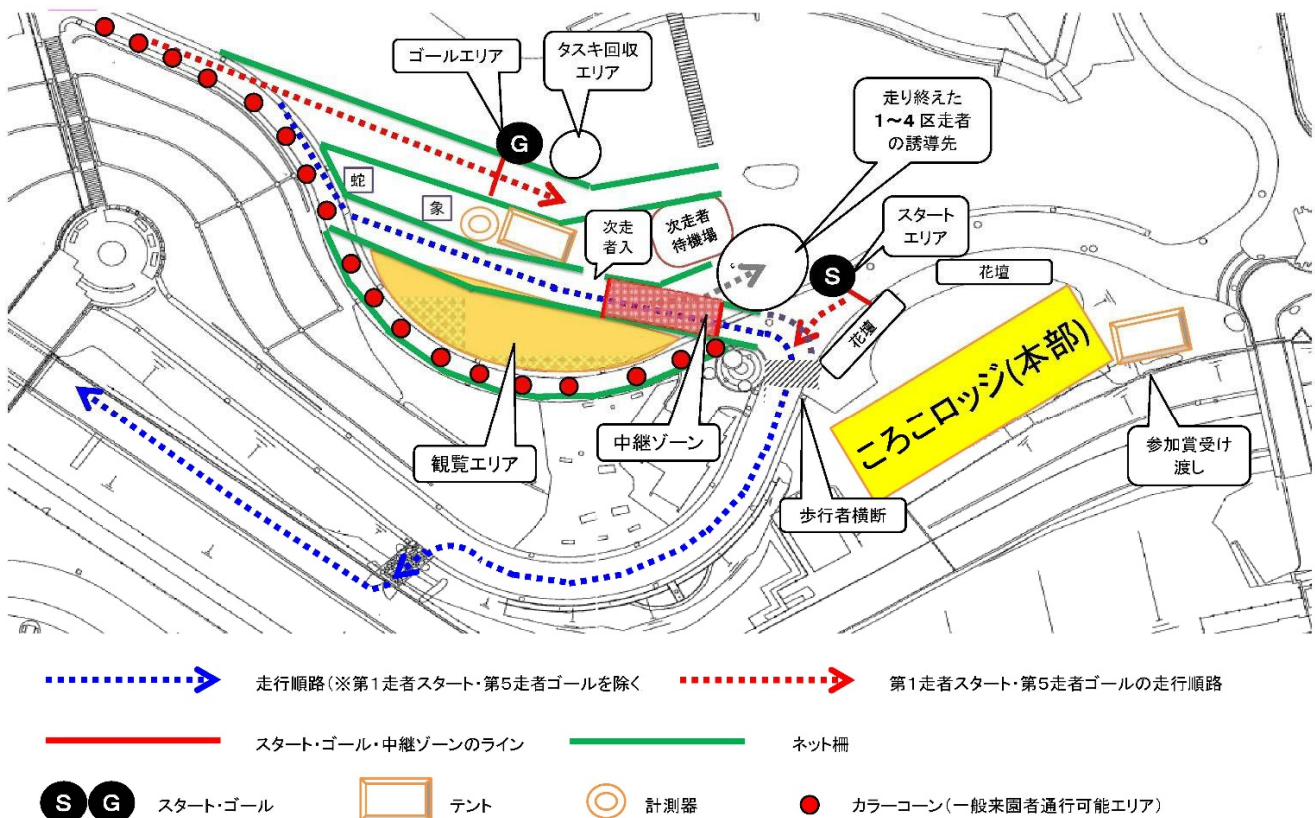 ゴールエリア
タスキ回収
エリア
走り終えた
1～4区走者
の誘導先
G
蛇
象
次走
者入
次走者
待機場
スタート
エリア
S
花壇
花壇
ころこロッジ(本部)
観覧エリア
中継ゾーン
歩行者横断
参加賞受け
渡し
走行順路(※第1走者スタート・第5走者ゴールを除く
第1走者スタート・第5走者ゴールの走行順路
スタート・ゴール・中継ゾーンのライン
ネット柵
S G スタート・ゴール
テント
計測器
カラーコーン(一般来園者通行可能エリア)